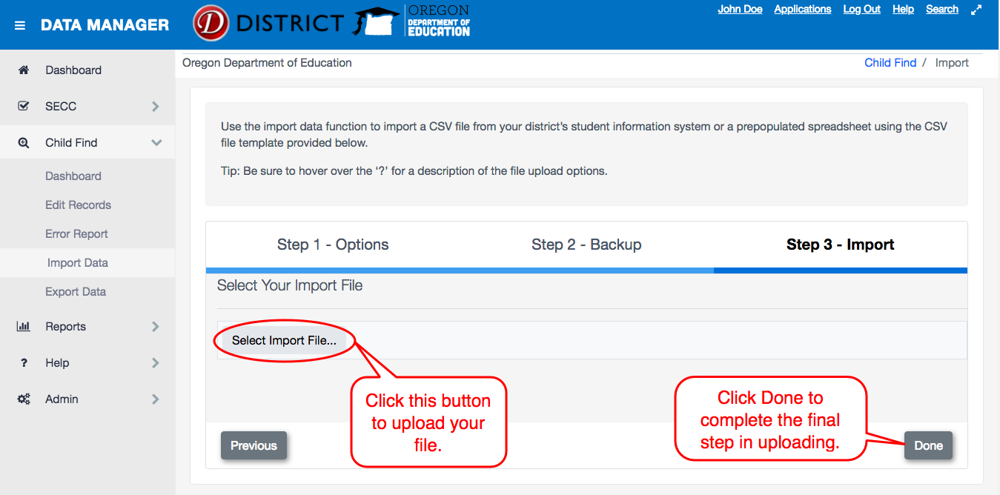 DATA MANAGER
D DISTRICT
OREGON
DEPARTMENT OF
EDUCATION
John Doe Applications Log Out Help Search
Dashboard
SECC
Child Find
Dashboard
Edit Records
Error Report
Import Data
Export Data
Reports
? Help
Admin
Oregon Department of Education
Child Find / Import
Use the import data function to import a CSV file from your district’s student information system or a prepopulated spreadsheet using the CSV
file template provided below.
Tip: Be sure to hover over the ‘?’ for a description of the file upload options.
Step 1 - Options
Step 2 - Backup
Step 3 - Import
Select Your Import File
Select Import File...
Click this button
to upload your
file.
Click Done to
complete the final
step in uploading.
Previous
Done